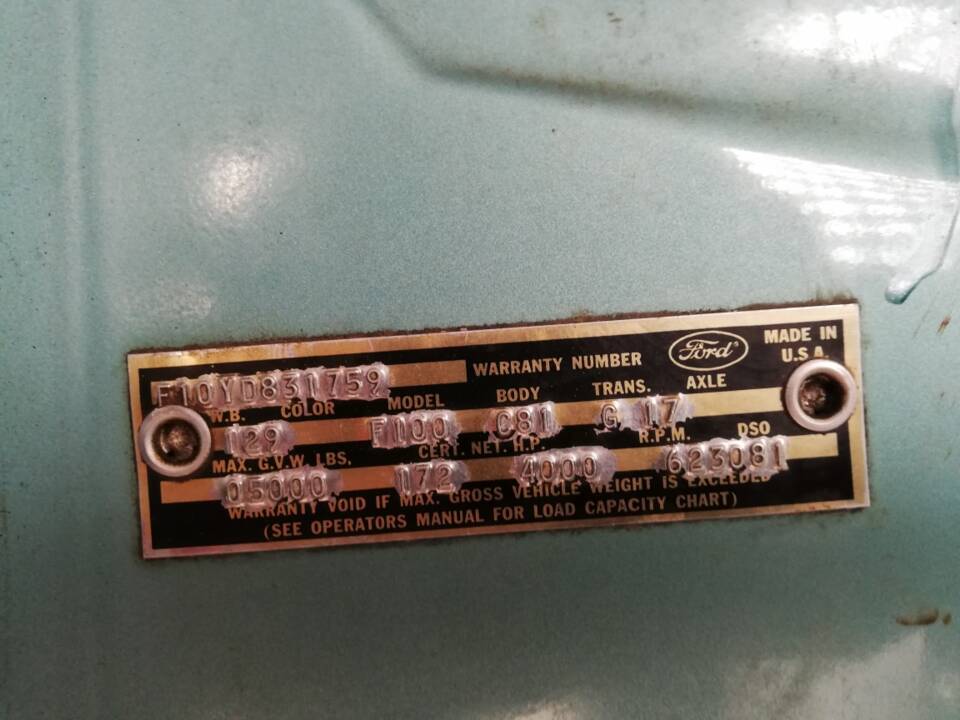 F10YD831759 WARRANTY NUMBER Ford MADE IN U.S.A.
W.B. COLOR MODEL BODY TRANS. AXLE
129 F100 C81 G 17
MAX. G.V.W. LBS. CERT. NET. H.P. R.P.M. DSO
05000 172 4000 623081
WARRANTY VOID IF MAX. GROSS VEHICLE WEIGHT IS EXCEEDED
(SEE OPERATORS MANUAL FOR LOAD CAPACITY CHART)